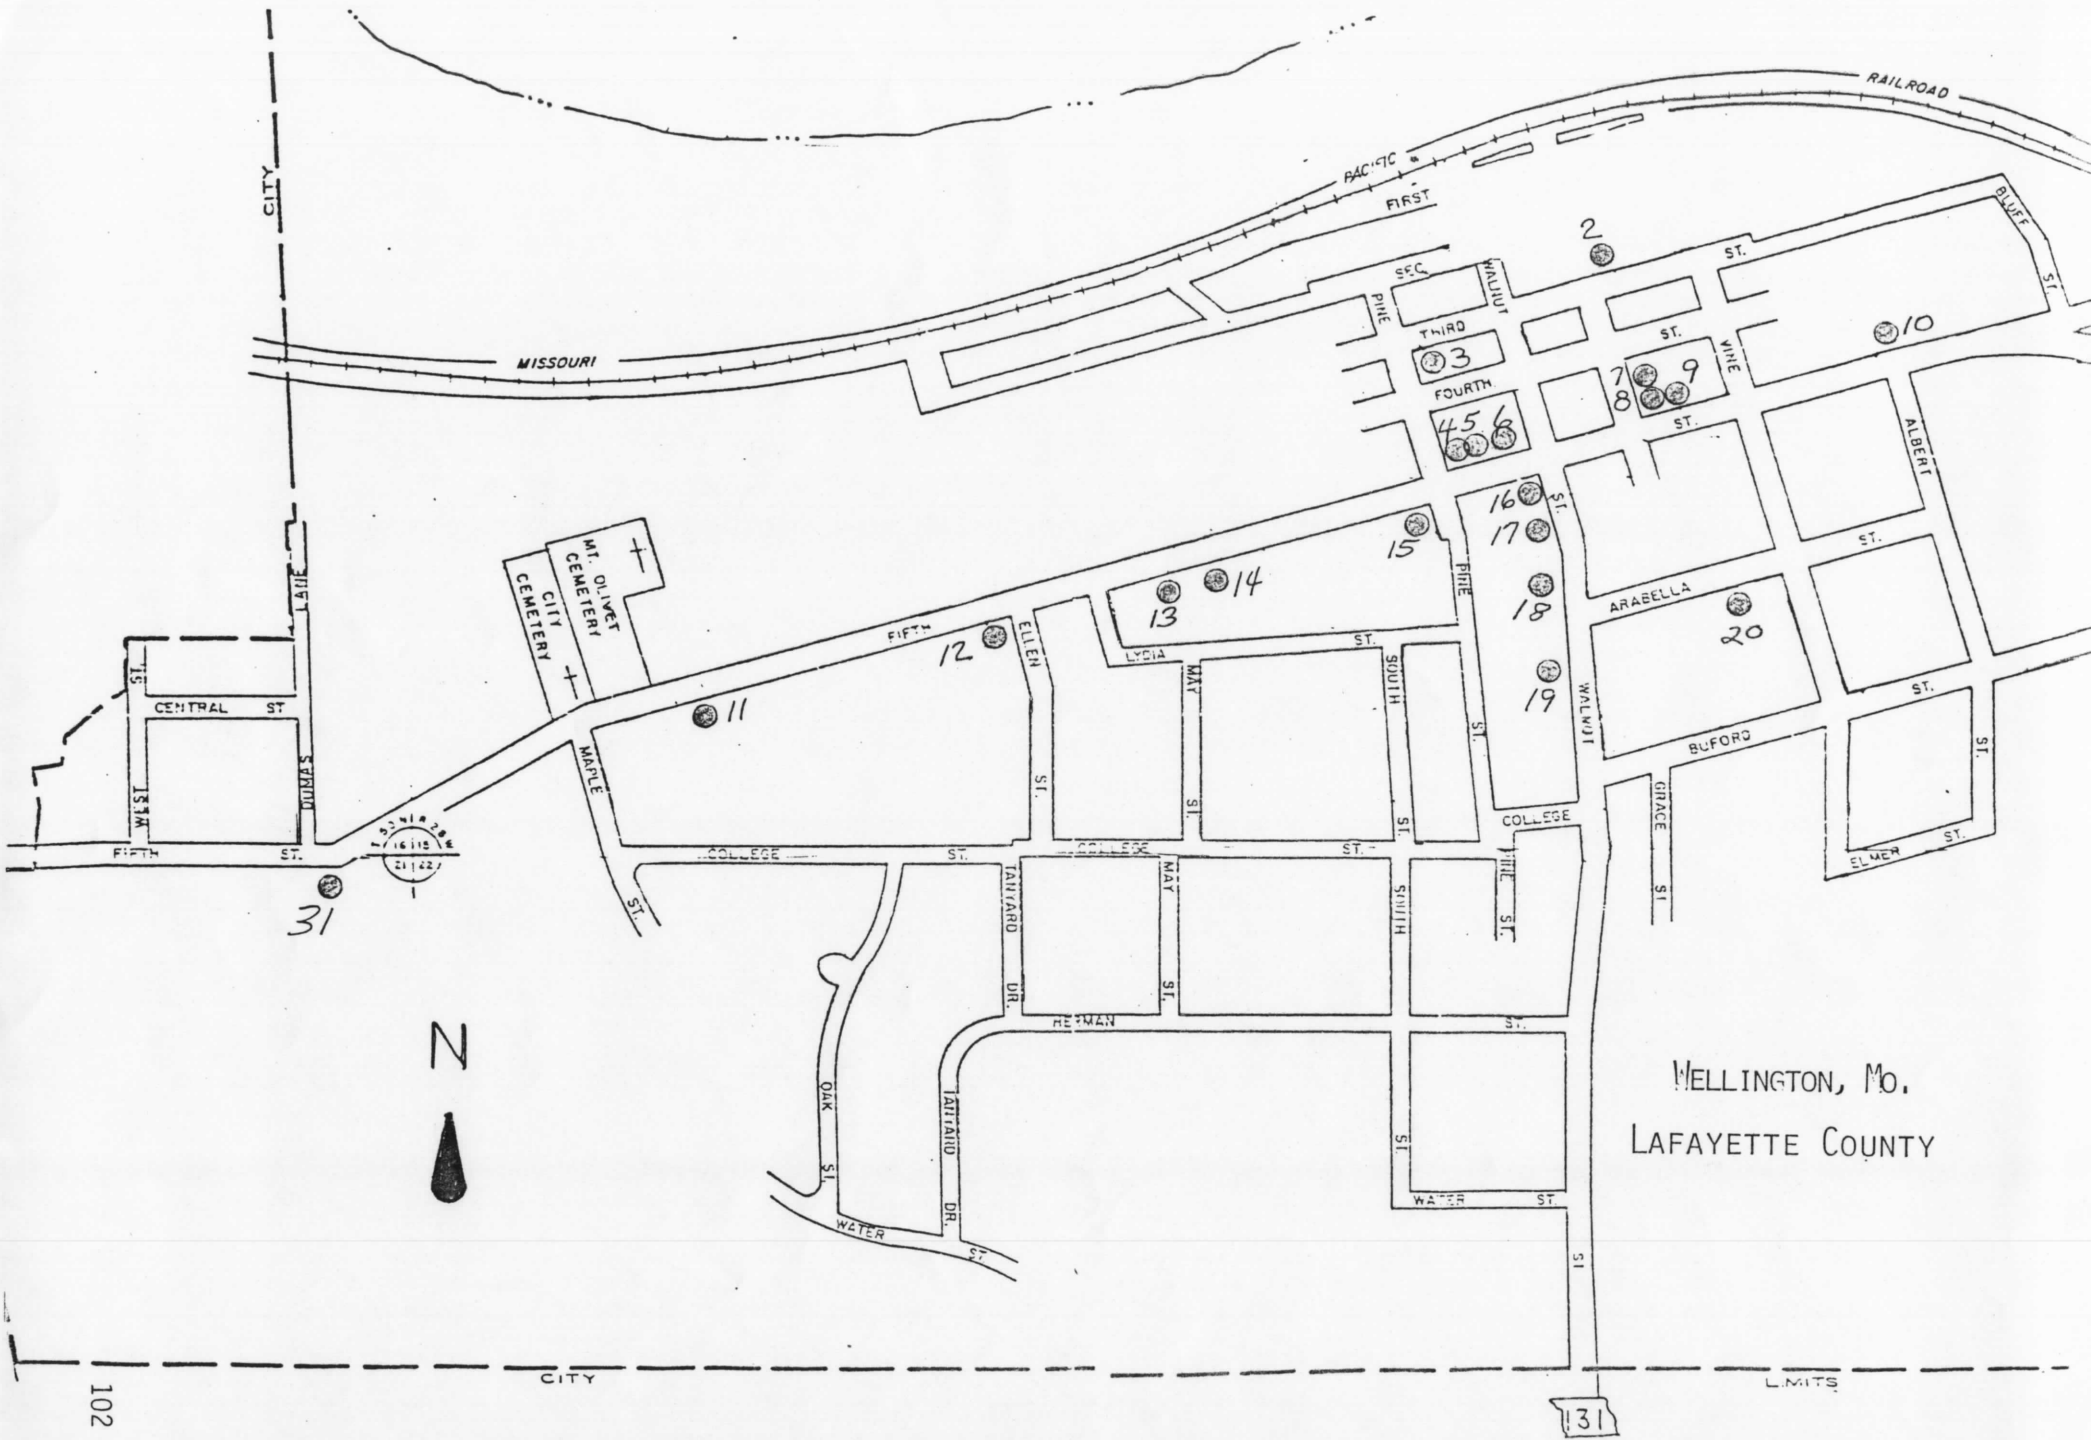 RAILROAD
PACIFIC
FIRST
CITY
BLUFF
ST.
2
SEC.
WALNUT
ST.
PINE
THIRD
ST.
VINE
10
MISSOURI
3
FOURTH.
7
8
9
ST.
4 5 6
ALBERT
ST.
16
ST.
17
15
MT. OLIVET
CEMETERY
CITY
CEMETERY
LANE
14
13
PINE
18
ARABELLA
20
FIFTH
12
ELLEN
LYDIA
ST.
MAY
SOUTH
ST.
CENTRAL ST
11
19
WALNUT
ST.
BUFORD
ST.
MAPLE
ST.
ST.
ST.
ST.
DUMAS
WEST
GRACE
ST
COLLEGE
FIFTH ST.
16 15
21 22
COLLEGE ST.
COLLEGE ST.
PINE ST.
ELMER ST.
31
ST.
TANYARD DR.
MAY ST.
SOUTH
N
HERMAN ST.
WELLINGTON, MO.
LAFAYETTE COUNTY
OAK ST.
TANYARD DR.
ST.
WATER ST.
WATER ST.
ST
CITY LIMITS
102
131